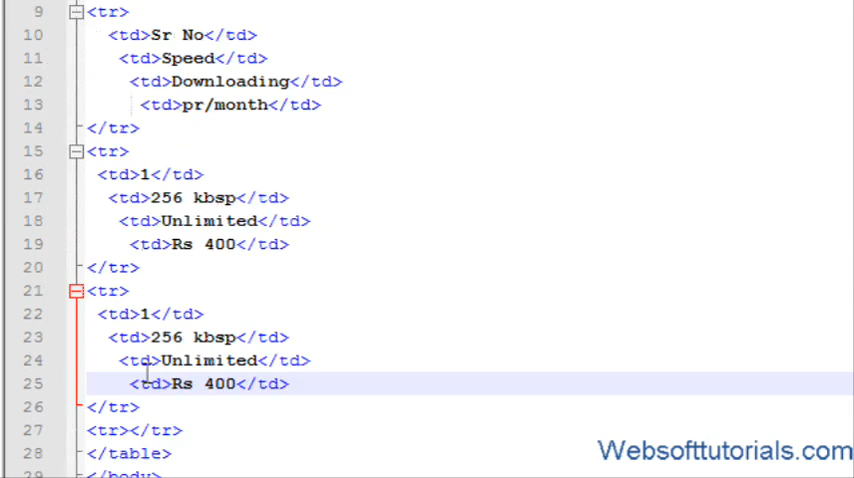 9 <tr>
10 <td>Sr No</td>
11 <td>Speed</td>
12 <td>Downloading</td>
13 <td>pr/month</td>
14 </tr>
15 <tr>
16 <td>1</td>
17 <td>256 kbsp</td>
18 <td>Unlimited</td>
19 <td>Rs 400</td>
20 </tr>
21 <tr>
22 <td>1</td>
23 <td>256 kbsp</td>
24 <td>Unlimited</td>
25 <td>Rs 400</td>
26 </tr>
27 <tr></tr>
28 </table>
29 </body>
Websofttutorials.com